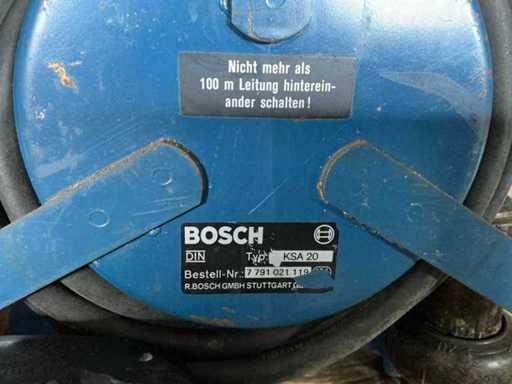 Nicht mehr als
100 m Leitung hinterein-
ander schalten!
BOSCH
DIN Typ: KSA 20
Bestell-Nr.: 7 791 021 119
R.BOSCH GMBH STUTTGART